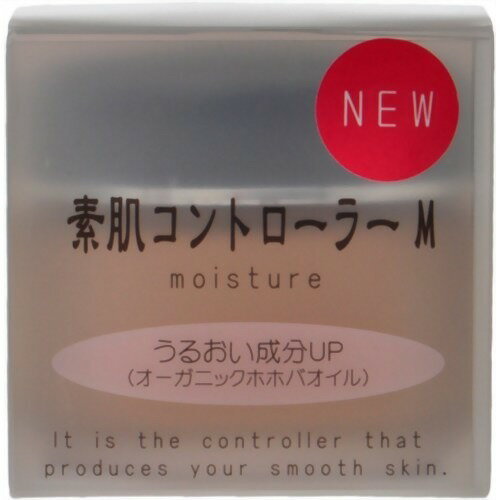 NEW
素肌コントローラーM
moisture
うるおい成分UP
(オーガニックホホバオイル)
It is the controller that
produces your smooth skin.